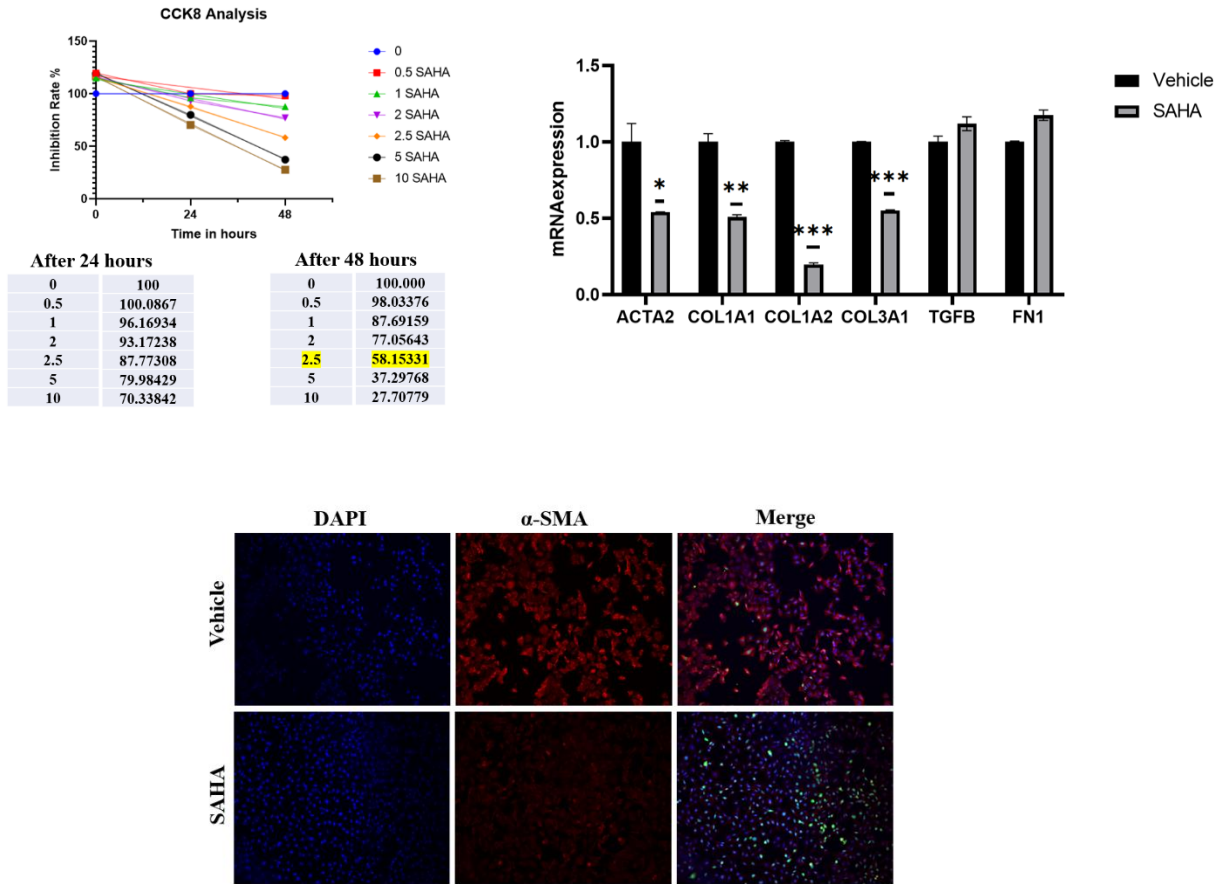 CCK8 Analysis
Inhibition Rate %
150
100
50
0
0
24
48
Time in hours
0
0.5 SAHA
1 SAHA
2 SAHA
2.5 SAHA
5 SAHA
10 SAHA
mRNAexpression
1.5
1.0
0.5
0.0
*
**
***
***
ACTA2 COL1A1 COL1A2 COL3A1 TGFB FN1
Vehicle
SAHA
After 24 hours
0 100
0.5 100.0867
1 96.16934
2 93.17238
2.5 87.77308
5 79.98429
10 70.33842
After 48 hours
0 100.000
0.5 98.03376
1 87.69159
2 77.05643
2.5 58.15331
5 37.29768
10 27.70779
DAPI α-SMA Merge
Vehicle
SAHA